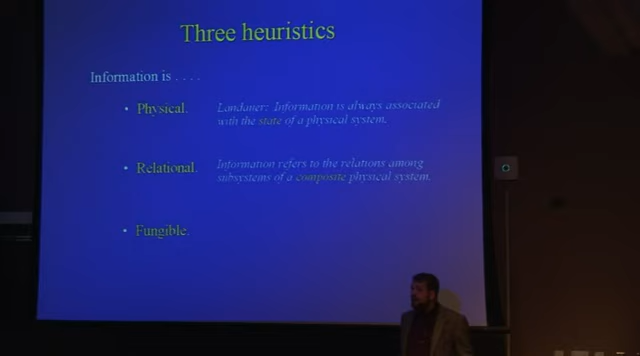 Three heuristics
Information is . . . .
• Physical.
Landauer: Information is always associated
with the state of a physical system.
• Relational.
Information refers to the relations among
subsystems of a composite physical system.
• Fungible.